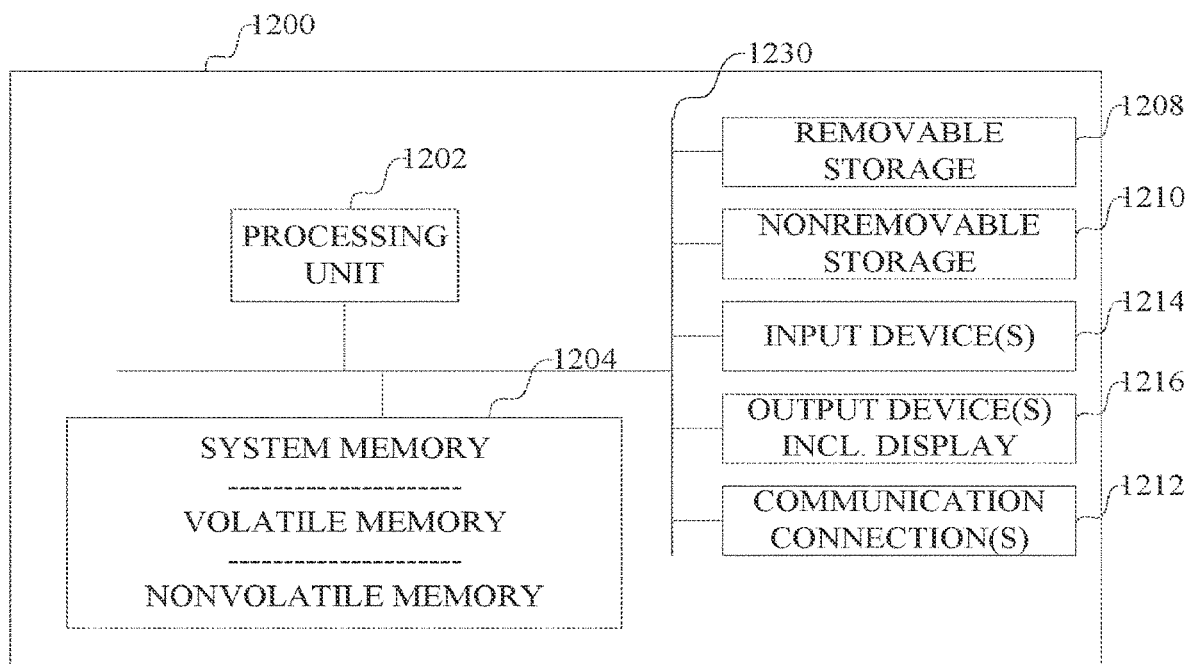 1200
1230
1208
REMOVABLE
STORAGE
1202
PROCESSING
UNIT
1210
NONREMOVABLE
STORAGE
1214
INPUT DEVICE(S)
1204
SYSTEM MEMORY
VOLATILE MEMORY
NONVOLATILE MEMORY
1216
OUTPUT DEVICE(S)
INCL. DISPLAY
1212
COMMUNICATION
CONNECTION(S)